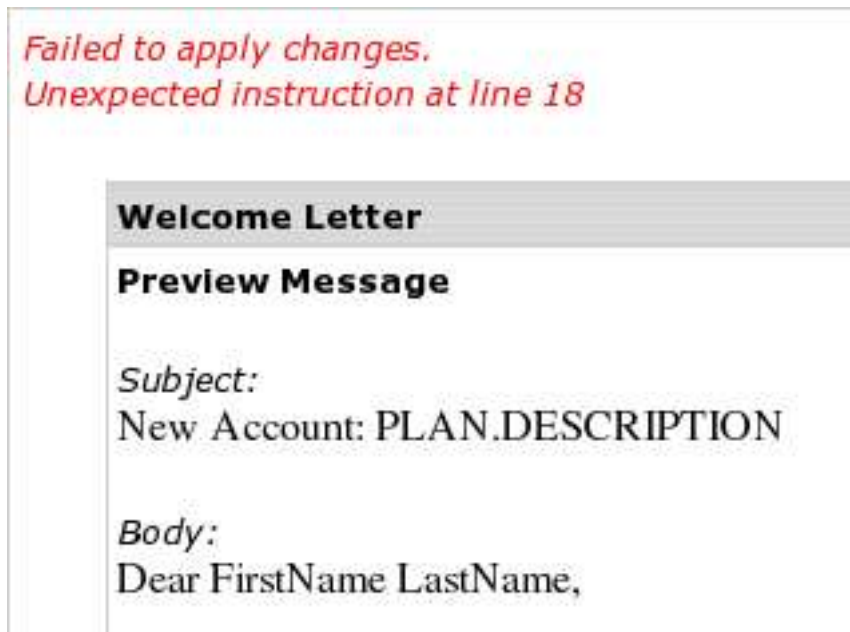 Failed to apply changes.
Unexpected instruction at line 18
Welcome Letter
Preview Message
Subject:
New Account: PLAN.DESCRIPTION
Body:
Dear FirstName LastName,